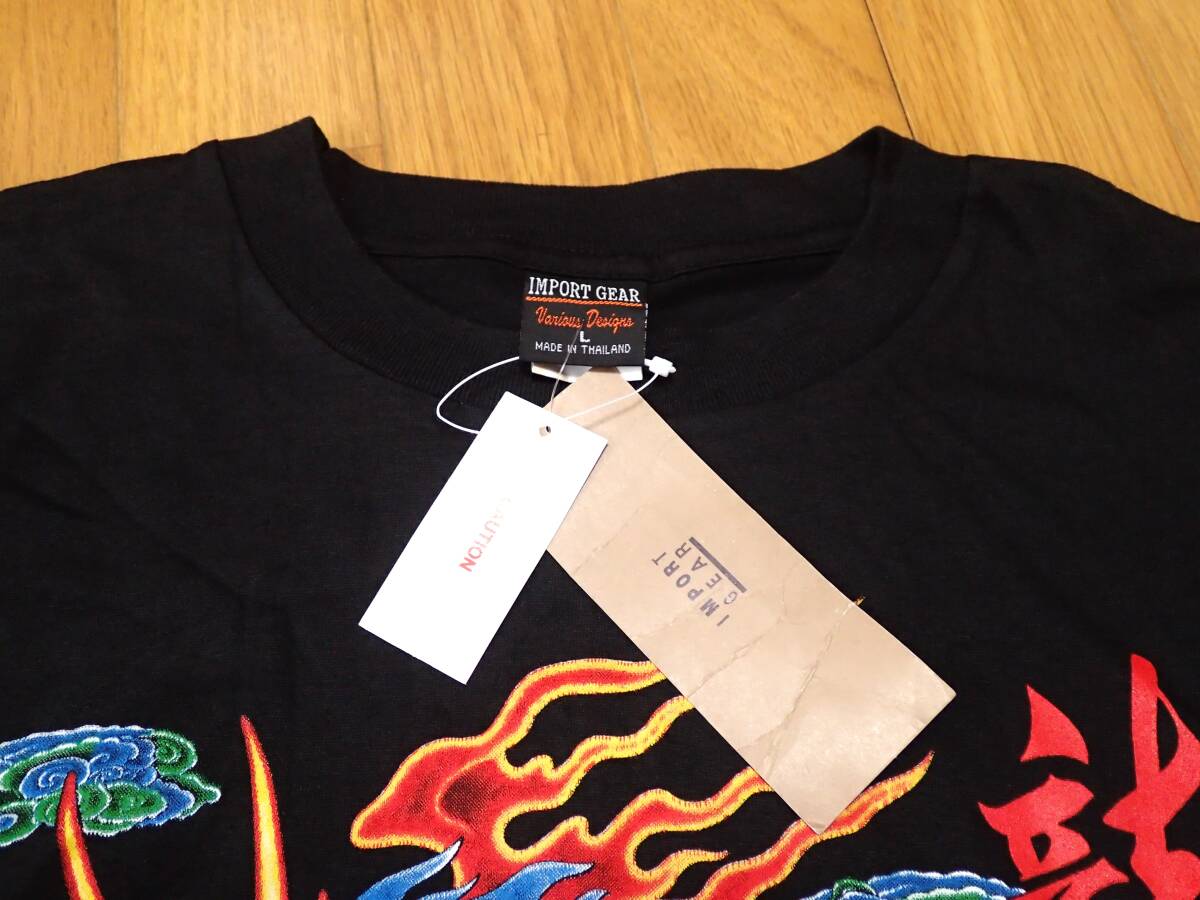 IMPORT GEAR
Various Designs
L
MADE IN THAILAND
CAUTION
IMPORT
GEAR